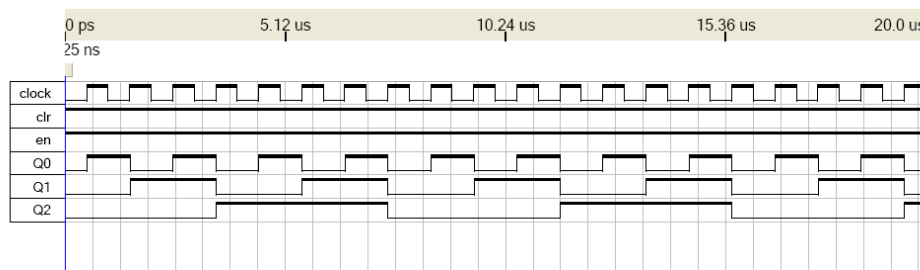 0 ps 5.12 us 10.24 us 15.36 us 20.0 us
25 ns
clock
clr
en
Q0
Q1
Q2